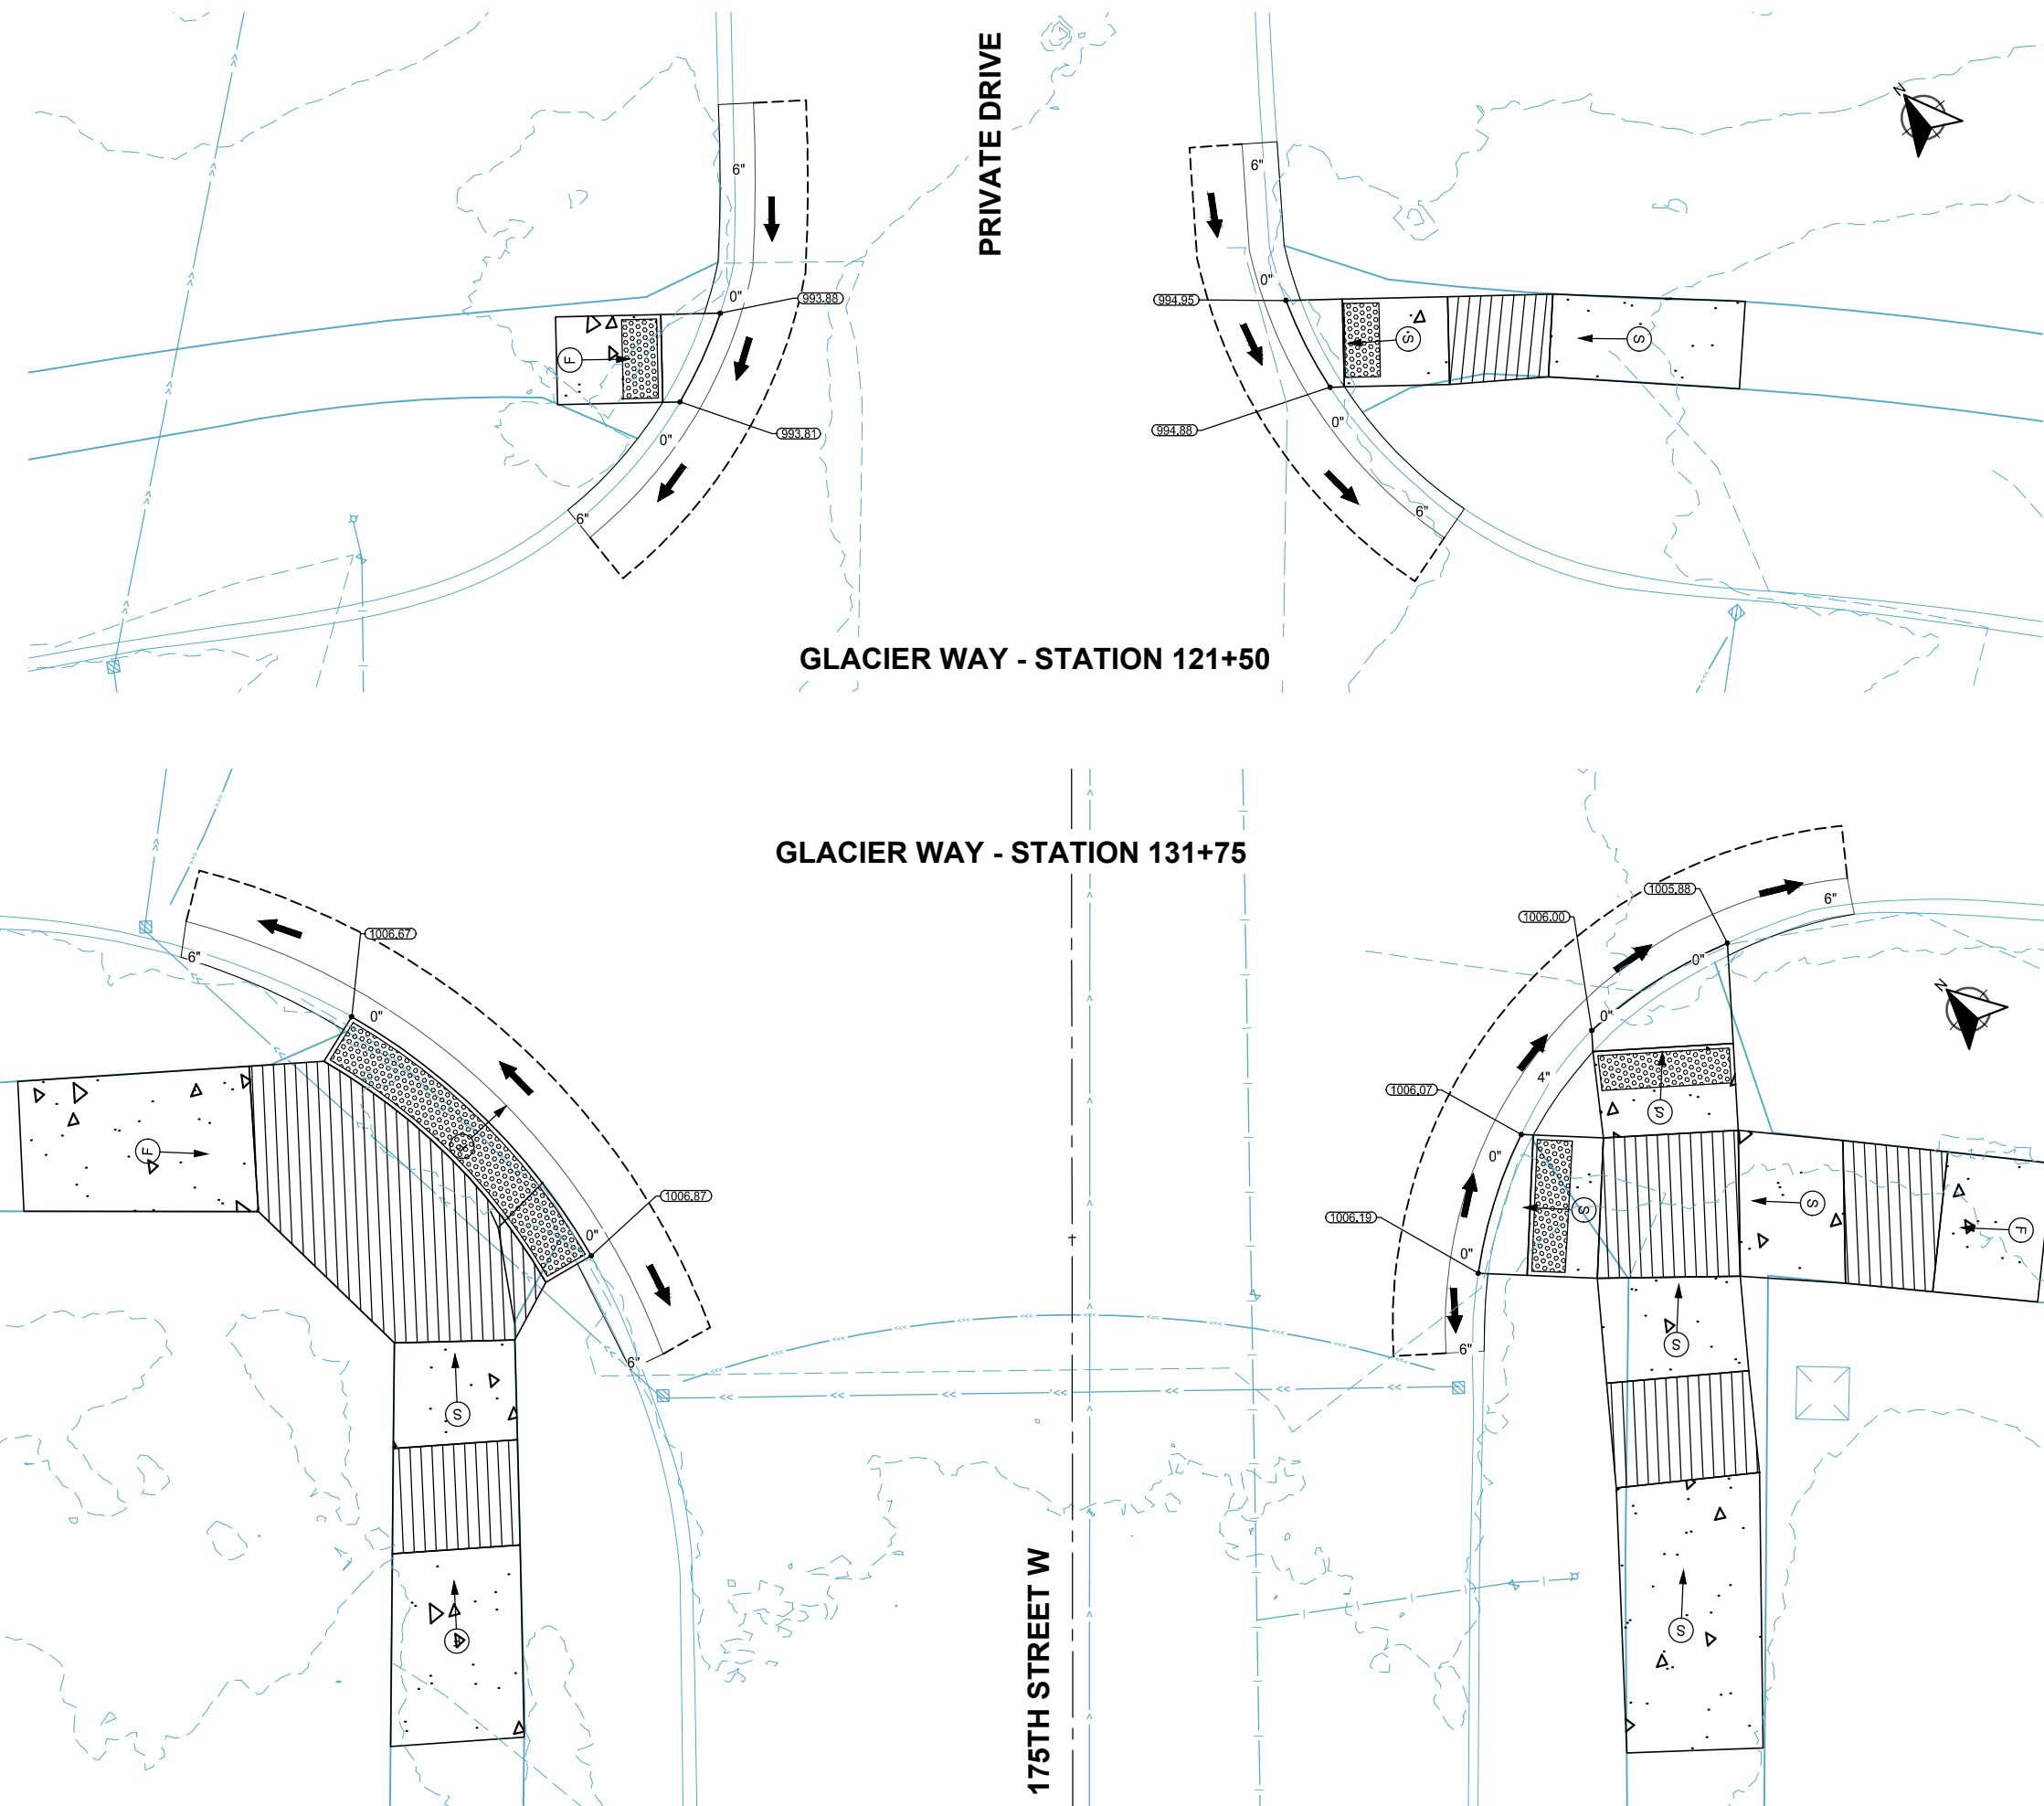 PRIVATE DRIVE
N
6"
6"
0"
993.88
0"
994.95
F
S
S
0"
993.81
0"
994.88
6"
6"
GLACIER WAY - STATION 121+50
GLACIER WAY - STATION 131+75
1005.88
6"
1006.00
1006.67
6"
0"
N
0"
0"
4"
1006.07
S
F
0"
1006.87
S
S
F
1006.19
0"
0"
6"
6"
S
S
S
175TH STREET W